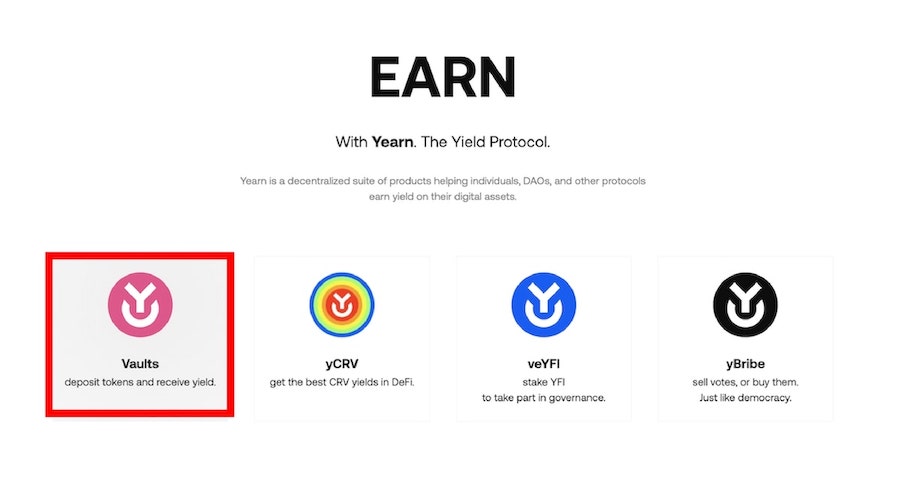 EARN
With Yearn. The Yield Protocol.
Yearn is a decentralized suite of products helping individuals, DAOs, and other protocols
earn yield on their digital assets.
Vaults
deposit tokens and receive yield.
yCRV
get the best CRV yields in DeFi.
veYFI
stake YFI
to take part in governance.
yBribe
sell votes, or buy them.
Just like democracy.